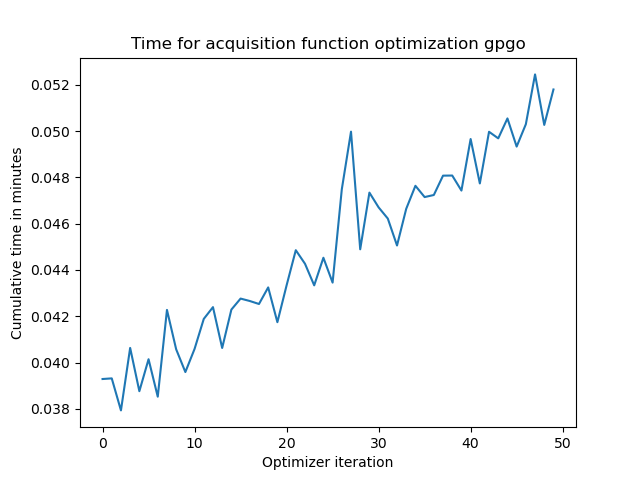 Time for acquisition function optimization gpgo
0.052
0.050
0.048
0.046
0.044
0.042
0.040
0.038
Cumulative time in minutes
0 10 20 30 40 50
Optimizer iteration